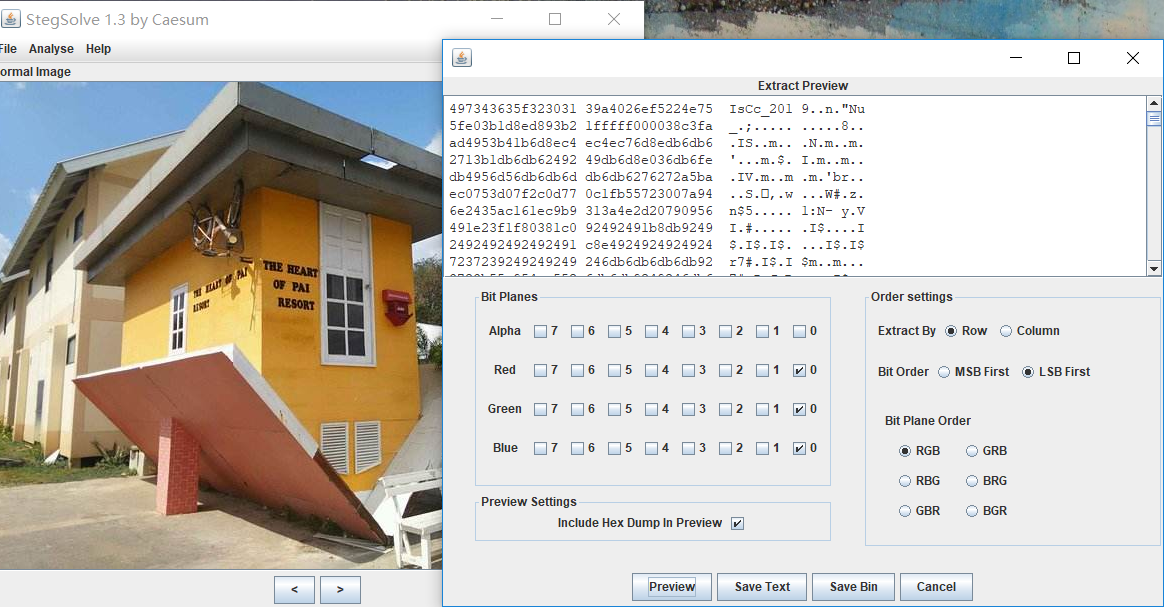 StegSolve 1.3 by Caesum
File Analyse Help
ormal Image
THE HEART OF PAI
RESORT
THE HEART
OF PAI
RESORT
< >
Extract Preview
497343635f323031 39a4026ef5224e75 IsCc_201 9..n."Nu
5fe03b1d8ed893b2 1fffff000038c3fa _.;..... .....8..
ad4953b41b6d8ec4 ec4ec76d8edb6db6 .IS..m.. .N.m..m.
2713b1db6db62492 49db6d8e036db6fe '...m.$. I.m..m..
db4956d56db6db6d db6db6276272a5ba .IV.m..m .m.'br..
ec0753d07f2c0d77 0c1fb55723007a94 ..S.▯,.w ...W#.z.
6e2435ac161ec9b9 313a4e2d20790956 n$5..... 1:N- y.V
491e23f1f80381c0 92492491b8db9249 I.#..... .I$....I
2492492492492491 c8e4924924924924 $.I$.I$. ...I$.I$
7237239249249249 246db6db6db6db92 r7#.I$.I $m..m...
Bit Planes
Alpha 7 6 5 4 3 2 1 0
Red 7 6 5 4 3 2 1 0
Green 7 6 5 4 3 2 1 0
Blue 7 6 5 4 3 2 1 0
Preview Settings
Include Hex Dump In Preview
Order settings
Extract By Row Column
Bit Order MSB First LSB First
Bit Plane Order
RGB GRB
RBG BRG
GBR BGR
Preview Save Text Save Bin Cancel